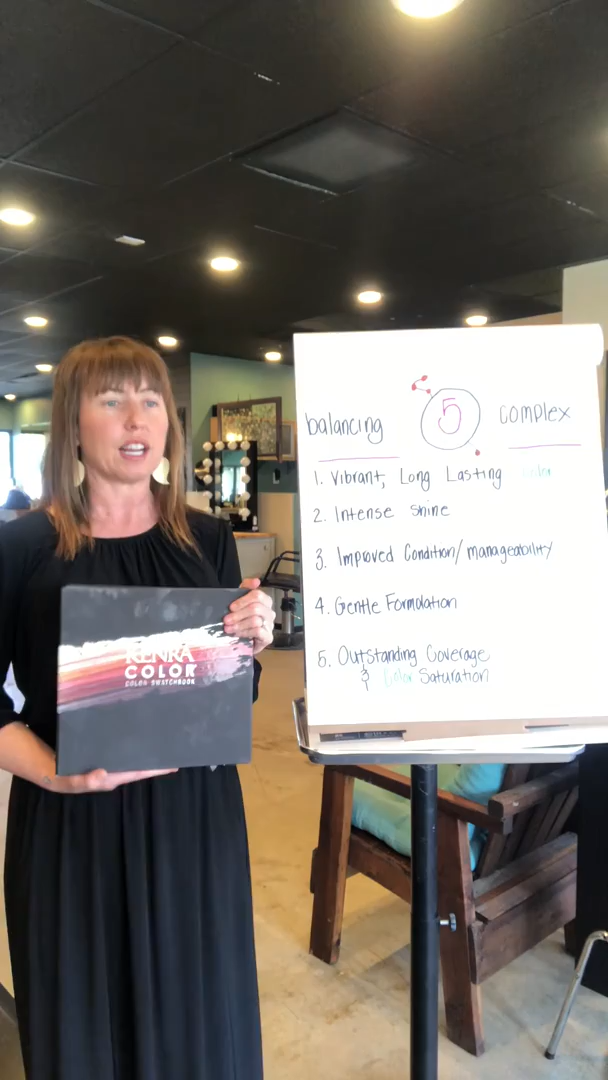 balancing 5 complex
1. Vibrant, Long Lasting Color
2. Intense Shine
3. Improved Condition/manageability
4. Gentle Formulation
5. Outstanding Coverage
& Color Saturation
KENRA
COLOR
COLOR SWATCHBOOK